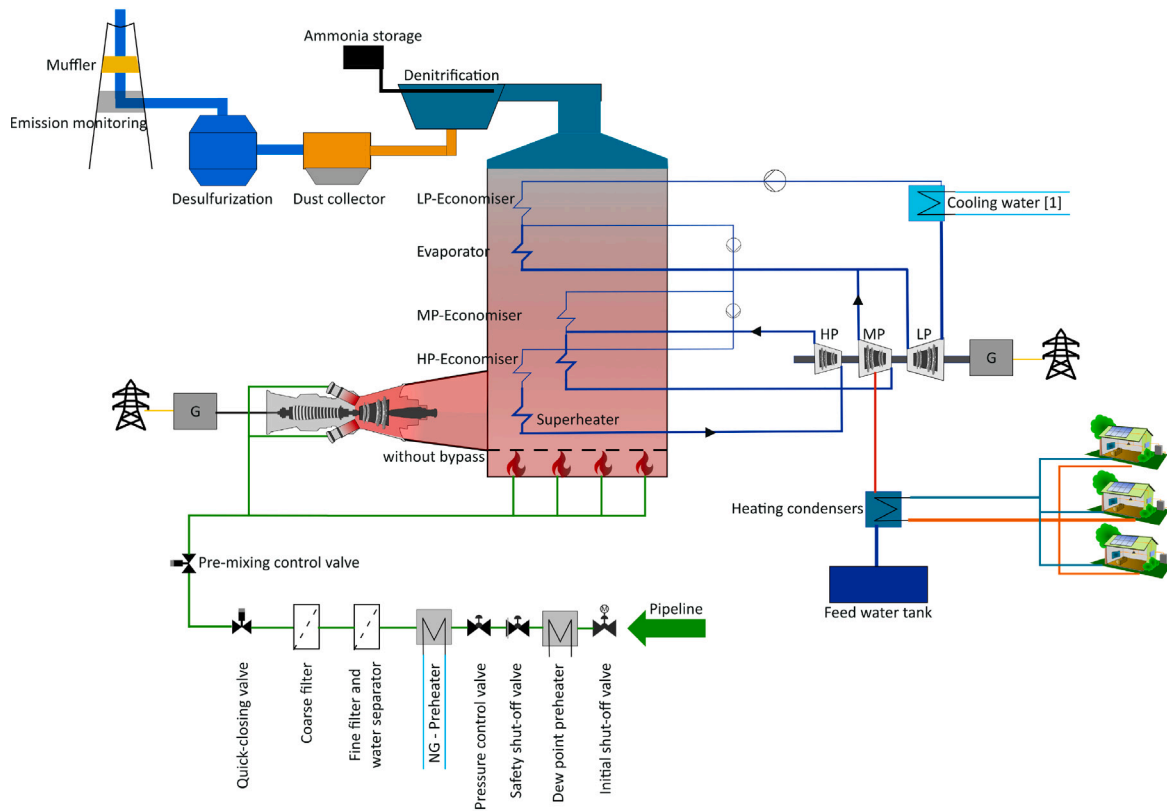 Ammonia storage
Denitrification
Muffler
Emission monitoring
Desulfurization
Dust collector
LP-Economiser
Cooling water [1]
Evaporator
MP-Economiser
HP
MP
LP
HP-Economiser
G
G
Superheater
without bypass
Heating condensers
Pre-mixing control valve
Feed water tank
Pipeline
M
Quick-closing valve
Coarse filter
Fine filter and
water separator
NG - Preheater
Pressure control valve
Safety shut-off valve
Dew point preheater
Initial shut-off valve